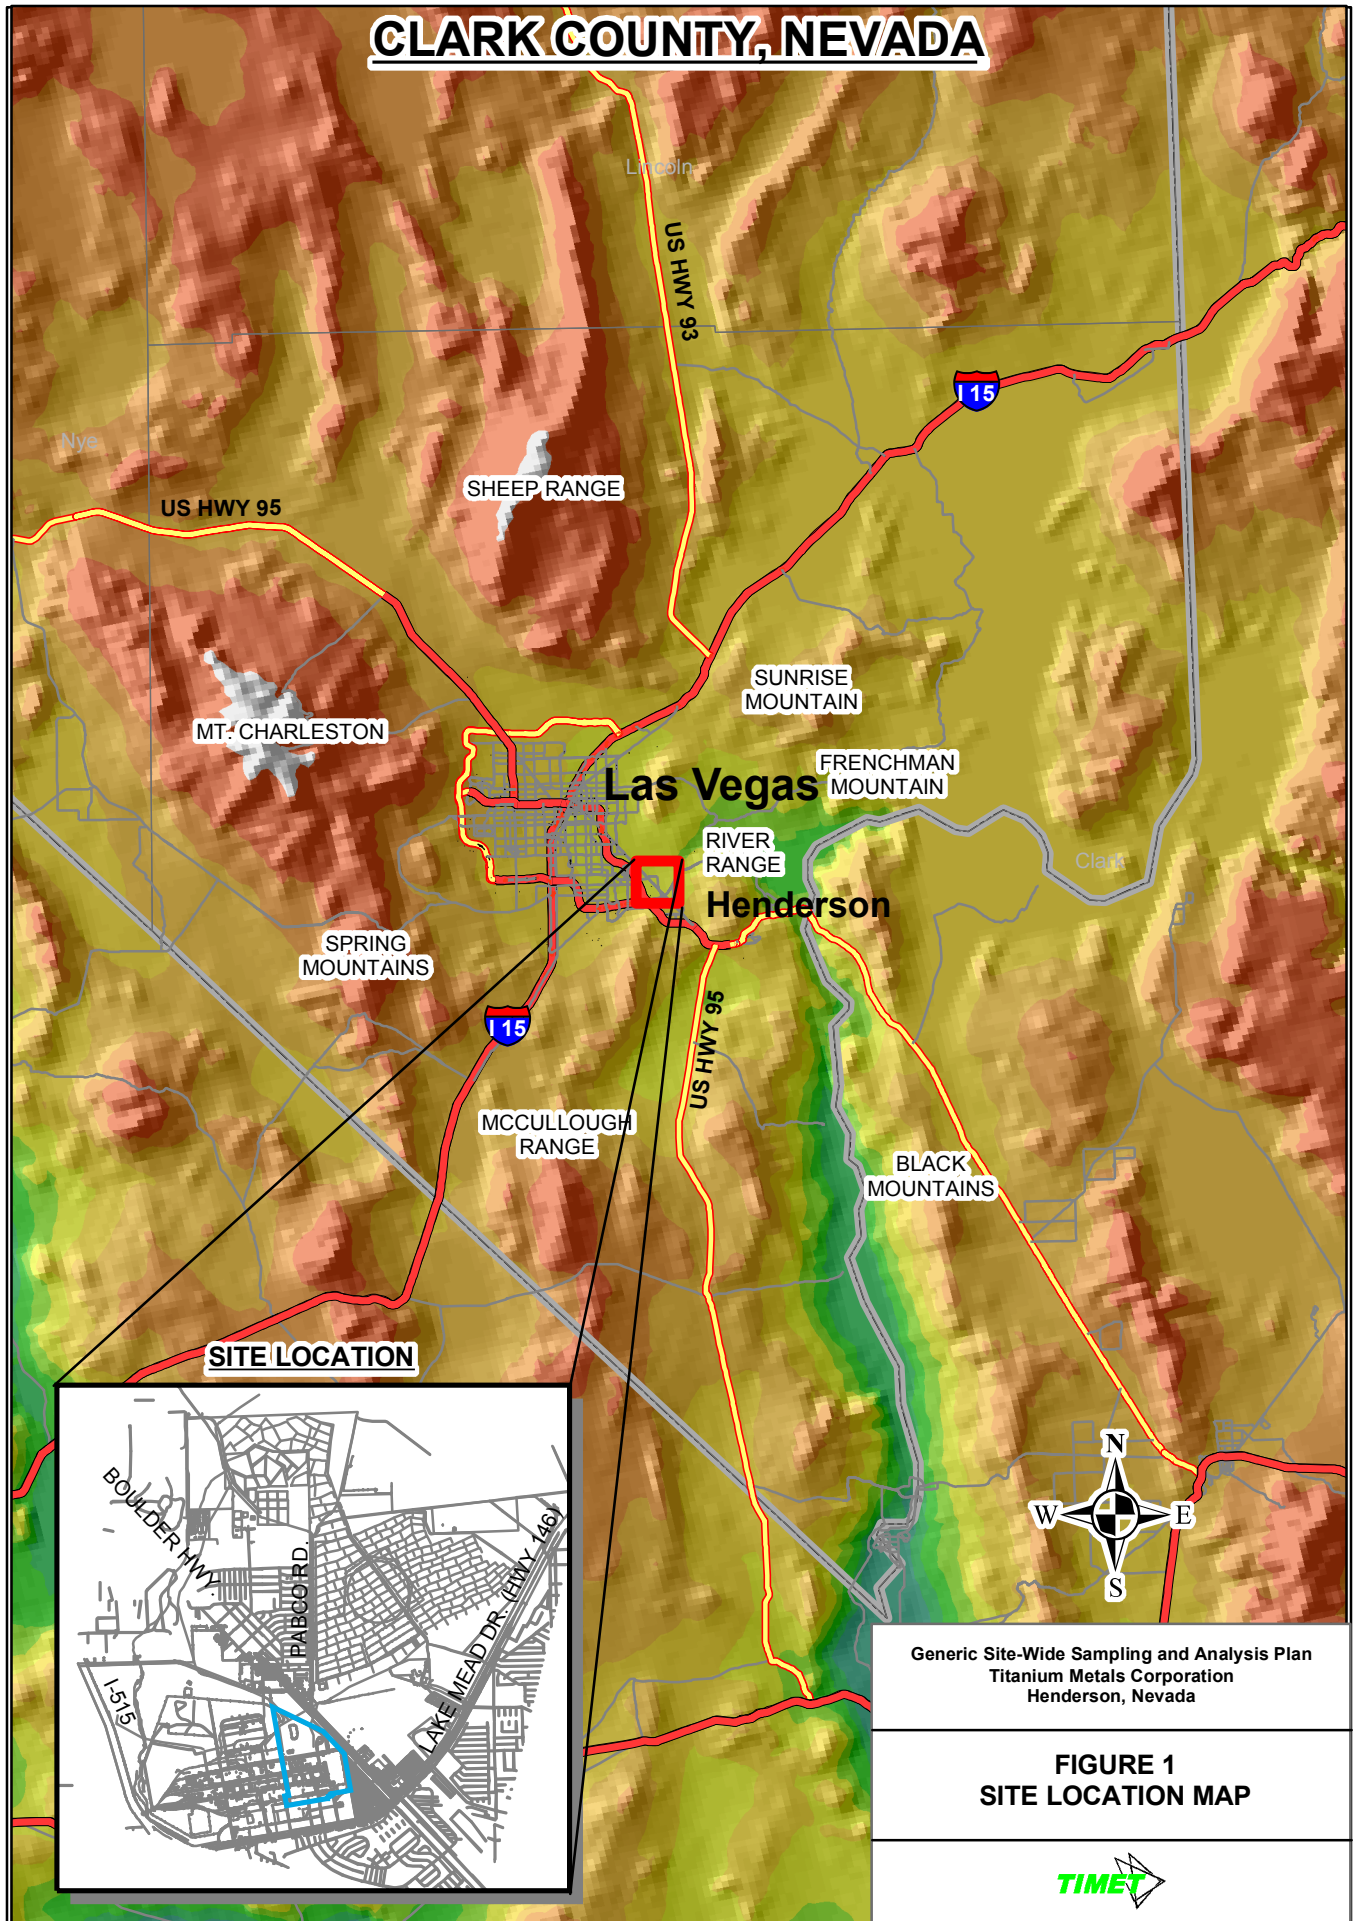 CLARK COUNTY, NEVADA
Lincoln
US HWY 93
I 15
Nye
SHEEP RANGE
US HWY 95
SUNRISE
MOUNTAIN
MT. CHARLESTON
FRENCHMAN
MOUNTAIN
Las Vegas
RIVER
RANGE
Clark
Henderson
SPRING
MOUNTAINS
I 15
US HWY 95
MCCULLOUGH
RANGE
BLACK
MOUNTAINS
SITE LOCATION
BOULDER HWY.
PABCO RD.
LAKE MEAD DR. (HWY 146)
I-515
N
W
E
S
Generic Site-Wide Sampling and Analysis Plan
Titanium Metals Corporation
Henderson, Nevada
FIGURE 1
SITE LOCATION MAP
TIMET